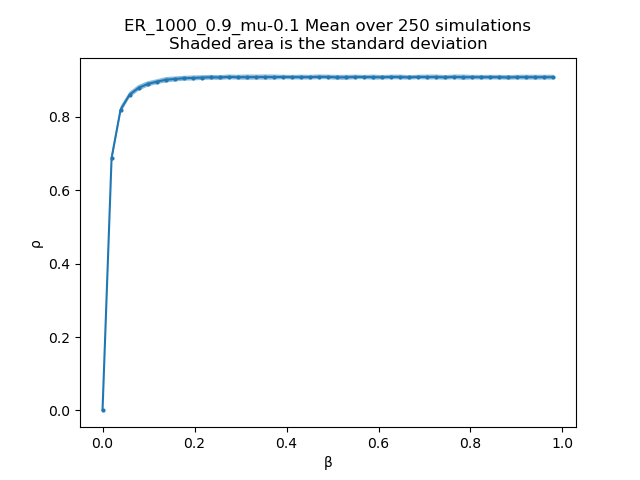 ER_1000_0.9_mu-0.1 Mean over 250 simulations
Shaded area is the standard deviation
0.8
0.6
ρ
0.4
0.2
0.0
0.0 0.2 0.4 0.6 0.8 1.0
β